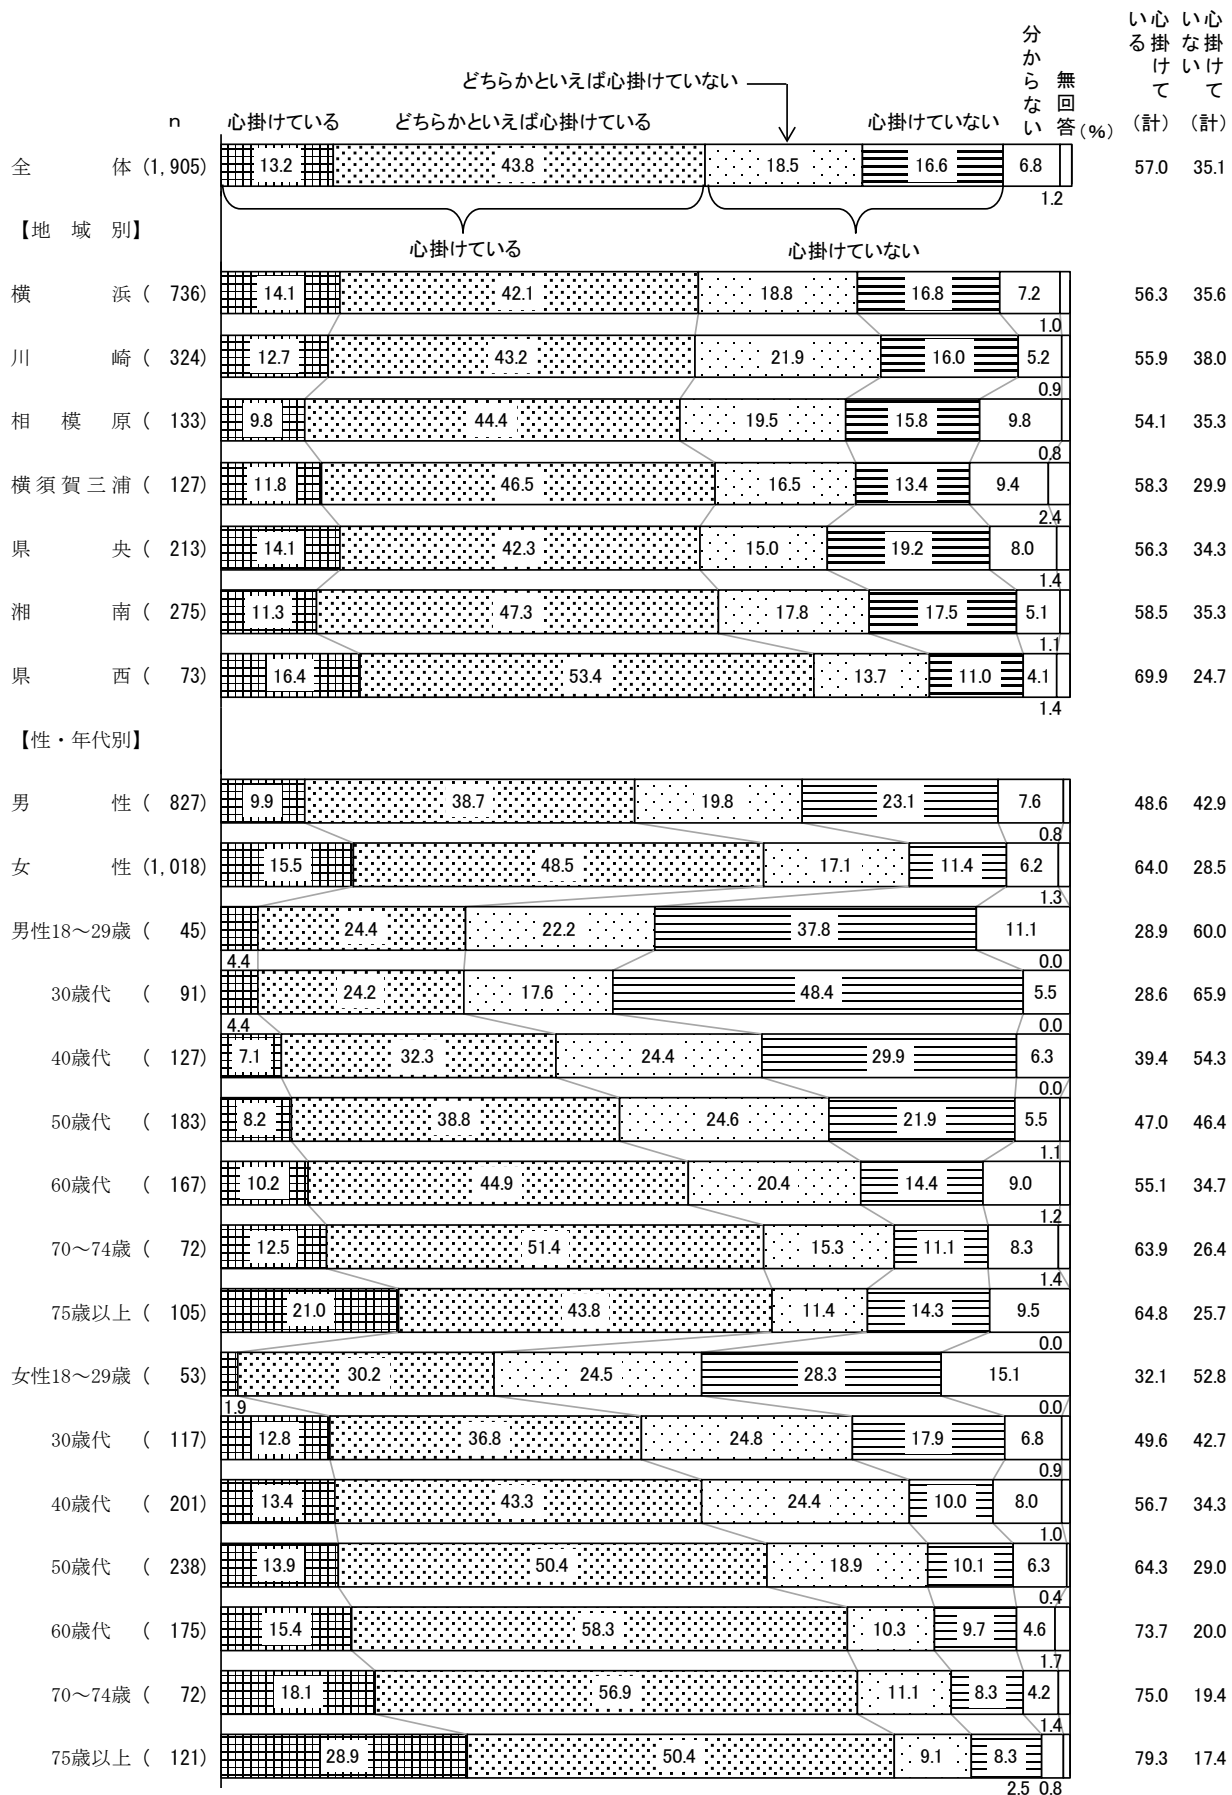 心掛けている（計） 心掛けていない（計）
分からない 無回答 (%)
どちらかといえば心掛けていない
n 心掛けている どちらかといえば心掛けている 心掛けていない
全 体 (1,905) 13.2 43.8 18.5 16.6 6.8 57.0 35.1
1.2
【地 域 別】
心掛けている 心掛けていない
横 浜 ( 736) 14.1 42.1 18.8 16.8 7.2 56.3 35.6
1.0
川 崎 ( 324) 12.7 43.2 21.9 16.0 5.2 55.9 38.0
0.9
相 模 原 ( 133) 9.8 44.4 19.5 15.8 9.8 54.1 35.3
0.8
横須賀三浦 ( 127) 11.8 46.5 16.5 13.4 9.4 58.3 29.9
2.4
県 央 ( 213) 14.1 42.3 15.0 19.2 8.0 56.3 34.3
1.4
湘 南 ( 275) 11.3 47.3 17.8 17.5 5.1 58.5 35.3
1.1
県 西 ( 73) 16.4 53.4 13.7 11.0 4.1 69.9 24.7
1.4
【性・年代別】
男 性 ( 827) 9.9 38.7 19.8 23.1 7.6 48.6 42.9
0.8
女 性 (1,018) 15.5 48.5 17.1 11.4 6.2 64.0 28.5
1.3
男性18～29歳 ( 45) 24.4 22.2 37.8 11.1 28.9 60.0
4.4 0.0
30歳代 ( 91) 24.2 17.6 48.4 5.5 28.6 65.9
4.4 0.0
40歳代 ( 127) 7.1 32.3 24.4 29.9 6.3 39.4 54.3
0.0
50歳代 ( 183) 8.2 38.8 24.6 21.9 5.5 47.0 46.4
1.1
60歳代 ( 167) 10.2 44.9 20.4 14.4 9.0 55.1 34.7
1.2
70～74歳 ( 72) 12.5 51.4 15.3 11.1 8.3 63.9 26.4
1.4
75歳以上 ( 105) 21.0 43.8 11.4 14.3 9.5 64.8 25.7
0.0
女性18～29歳 ( 53) 30.2 24.5 28.3 15.1 32.1 52.8
1.9 0.0
30歳代 ( 117) 12.8 36.8 24.8 17.9 6.8 49.6 42.7
0.9
40歳代 ( 201) 13.4 43.3 24.4 10.0 8.0 56.7 34.3
1.0
50歳代 ( 238) 13.9 50.4 18.9 10.1 6.3 64.3 29.0
0.4
60歳代 ( 175) 15.4 58.3 10.3 9.7 4.6 73.7 20.0
1.7
70～74歳 ( 72) 18.1 56.9 11.1 8.3 4.2 75.0 19.4
1.4
75歳以上 ( 121) 28.9 50.4 9.1 8.3 79.3 17.4
2.5 0.8